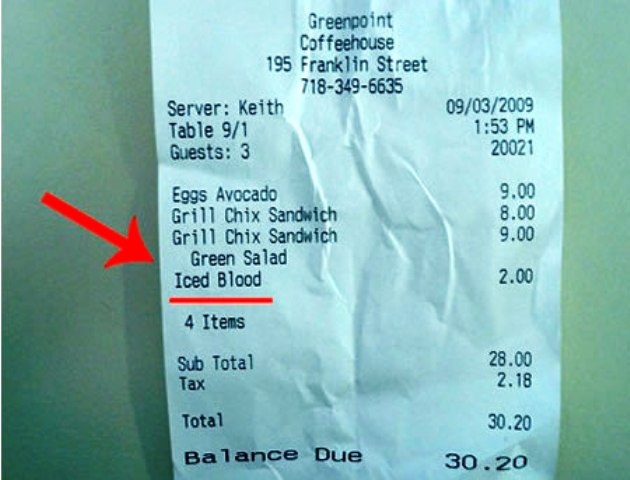 Greenpoint
Coffeehouse
195 Franklin Street
718-349-6635
Server: Keith 09/03/2009
Table 9/1 1:53 PM
Guests: 3 20021
Eggs Avocado 9.00
Grill Chix Sandwich 8.00
Grill Chix Sandwich 9.00
Green Salad
Iced Blood 2.00
4 Items
Sub Total 28.00
Tax 2.18
Total 30.20
Balance Due 30.20